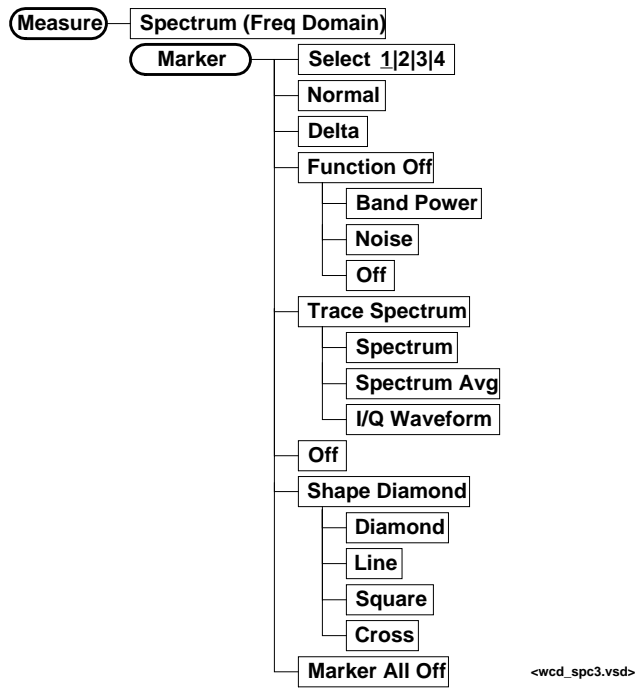 Measure
Spectrum (Freq Domain)
Marker
Select 1|2|3|4
Normal
Delta
Function Off
Band Power
Noise
Off
Trace Spectrum
Spectrum
Spectrum Avg
I/Q Waveform
Off
Shape Diamond
Diamond
Line
Square
Cross
Marker All Off
<wcd_spc3.vsd>